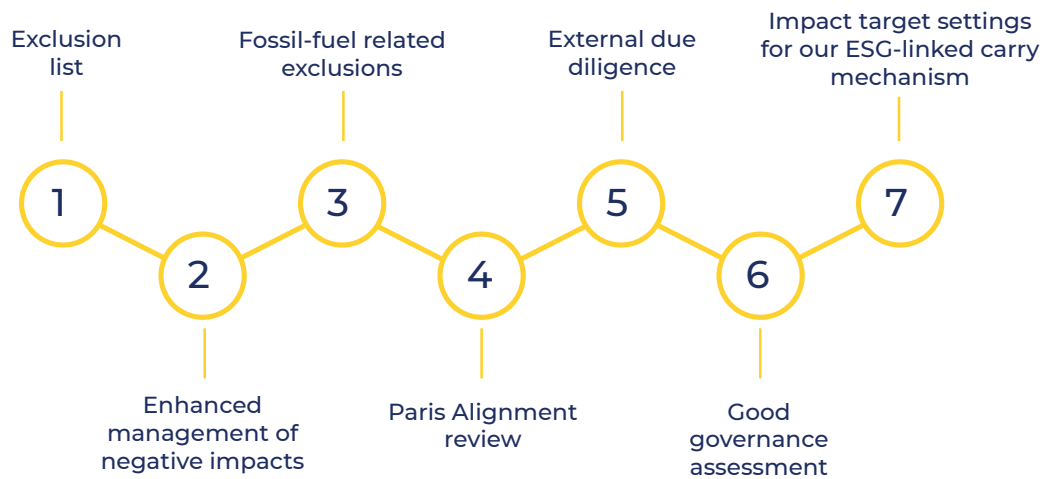 Exclusion
list
1
Enhanced
management of
negative impacts
2
Fossil-fuel related
exclusions
3
Paris Alignment
review
4
External due
diligence
5
Good
governance
assessment
6
Impact target settings
for our ESG-linked carry
mechanism
7